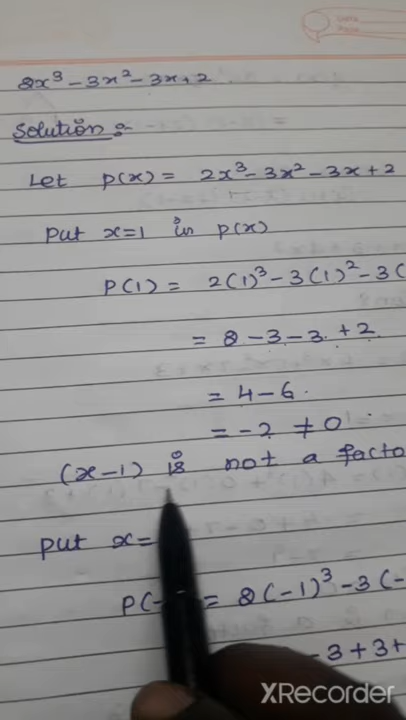 2x³ - 3x² - 3x + 2
Solution :-
Let p(x) = 2x³ - 3x² - 3x + 2
Put x=1 in p(x)
P(1) = 2(1)³ - 3(1)² - 3(
= 2 - 3 - 3 + 2
= 4 - 6.
= -2 ≠ 0
(x-1) is not a facto
Put x=
P(- = 2(-1)³ - 3(-
- 3 + 3 +
XRecorder